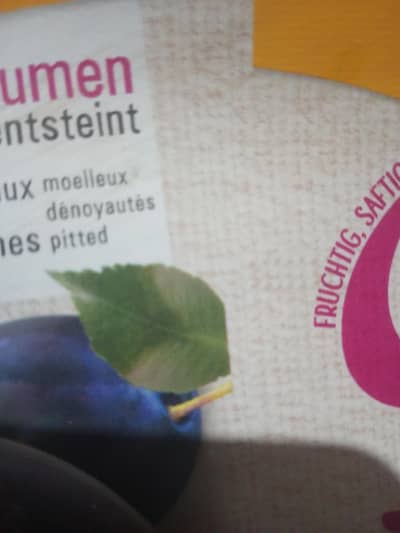 umen
entsteint
ux moelleux
dénoyautés
nes pitted
FRUCHTIG, SAFTIG